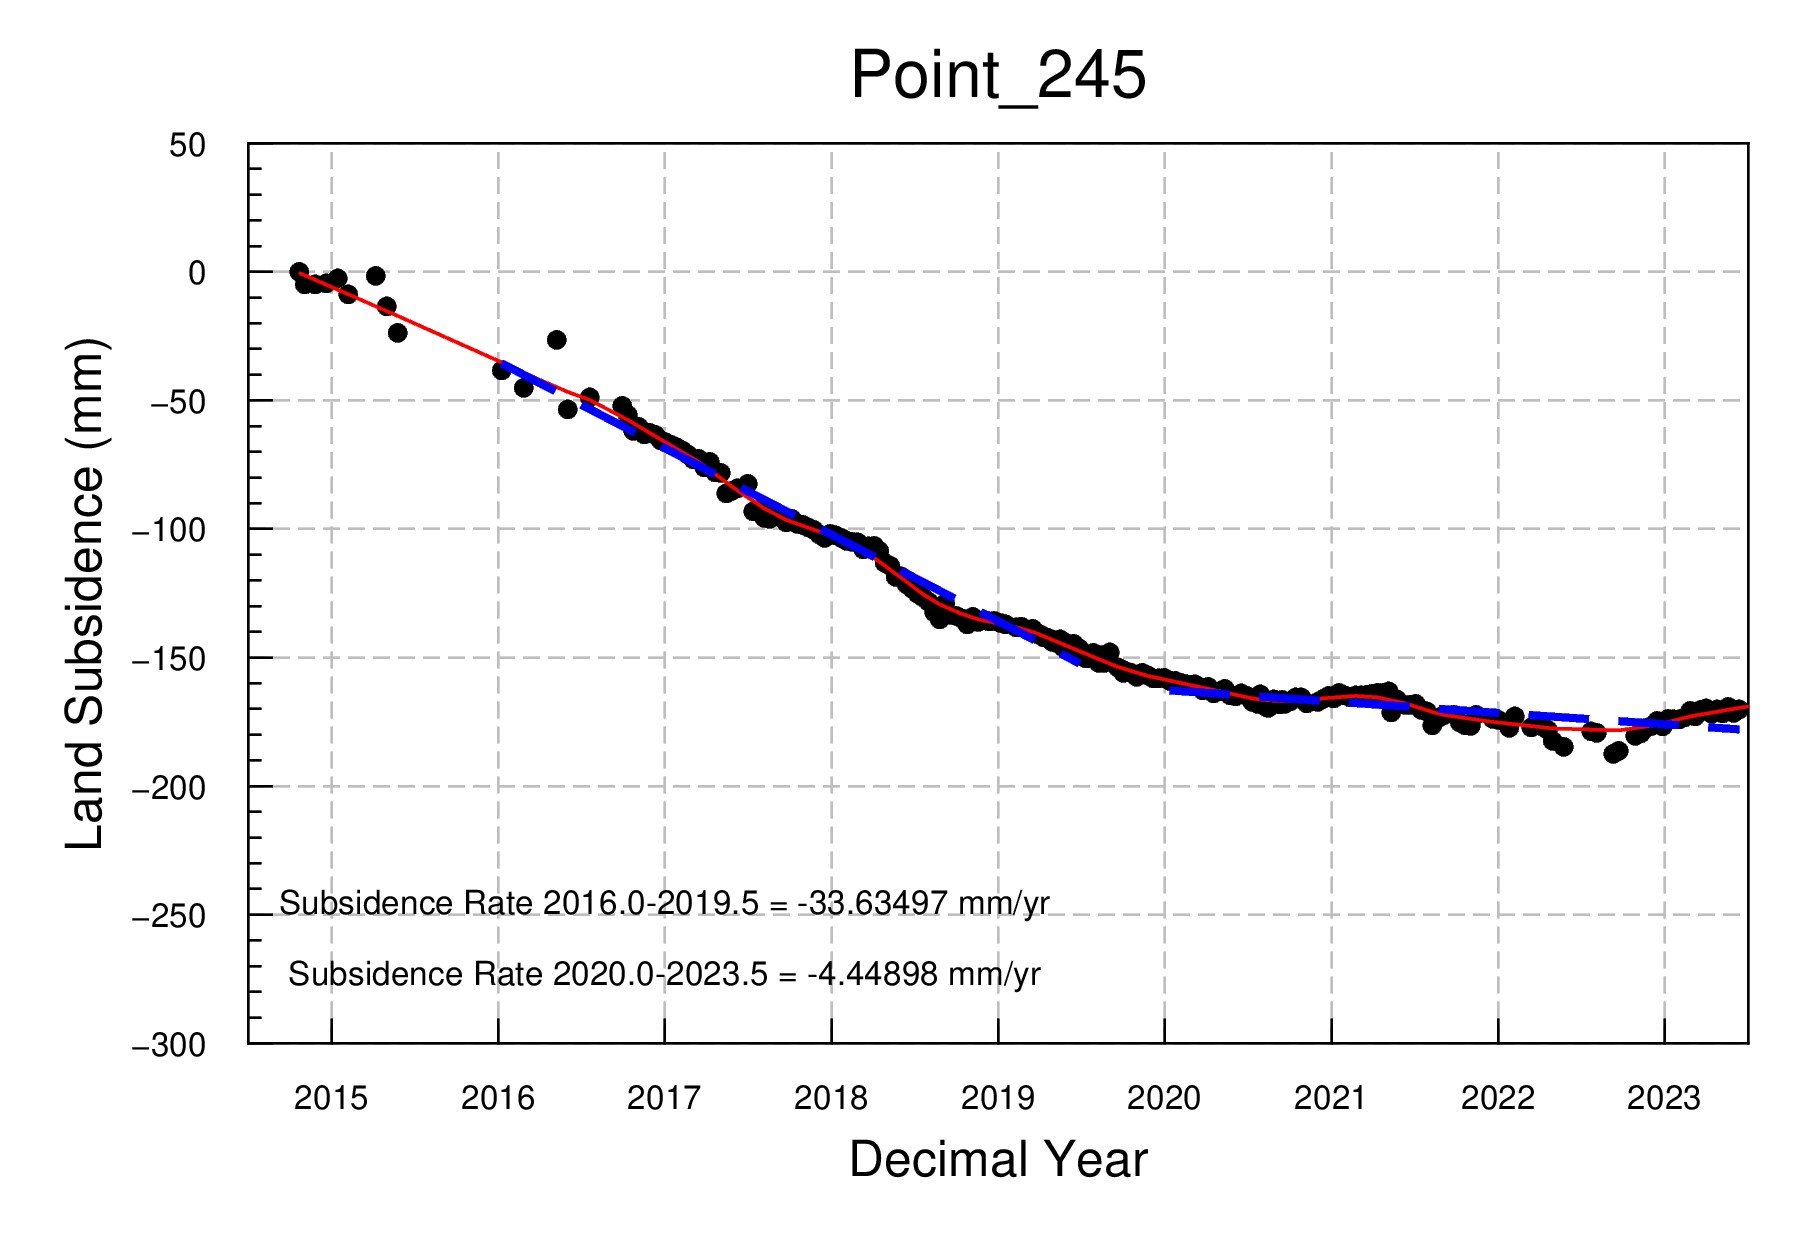 Point_245
Land Subsidence (mm)
50
0
−50
−100
−150
−200
−250
−300
Subsidence Rate 2016.0-2019.5 = -33.63497 mm/yr
Subsidence Rate 2020.0-2023.5 = -4.44898 mm/yr
2015 2016 2017 2018 2019 2020 2021 2022 2023
Decimal Year